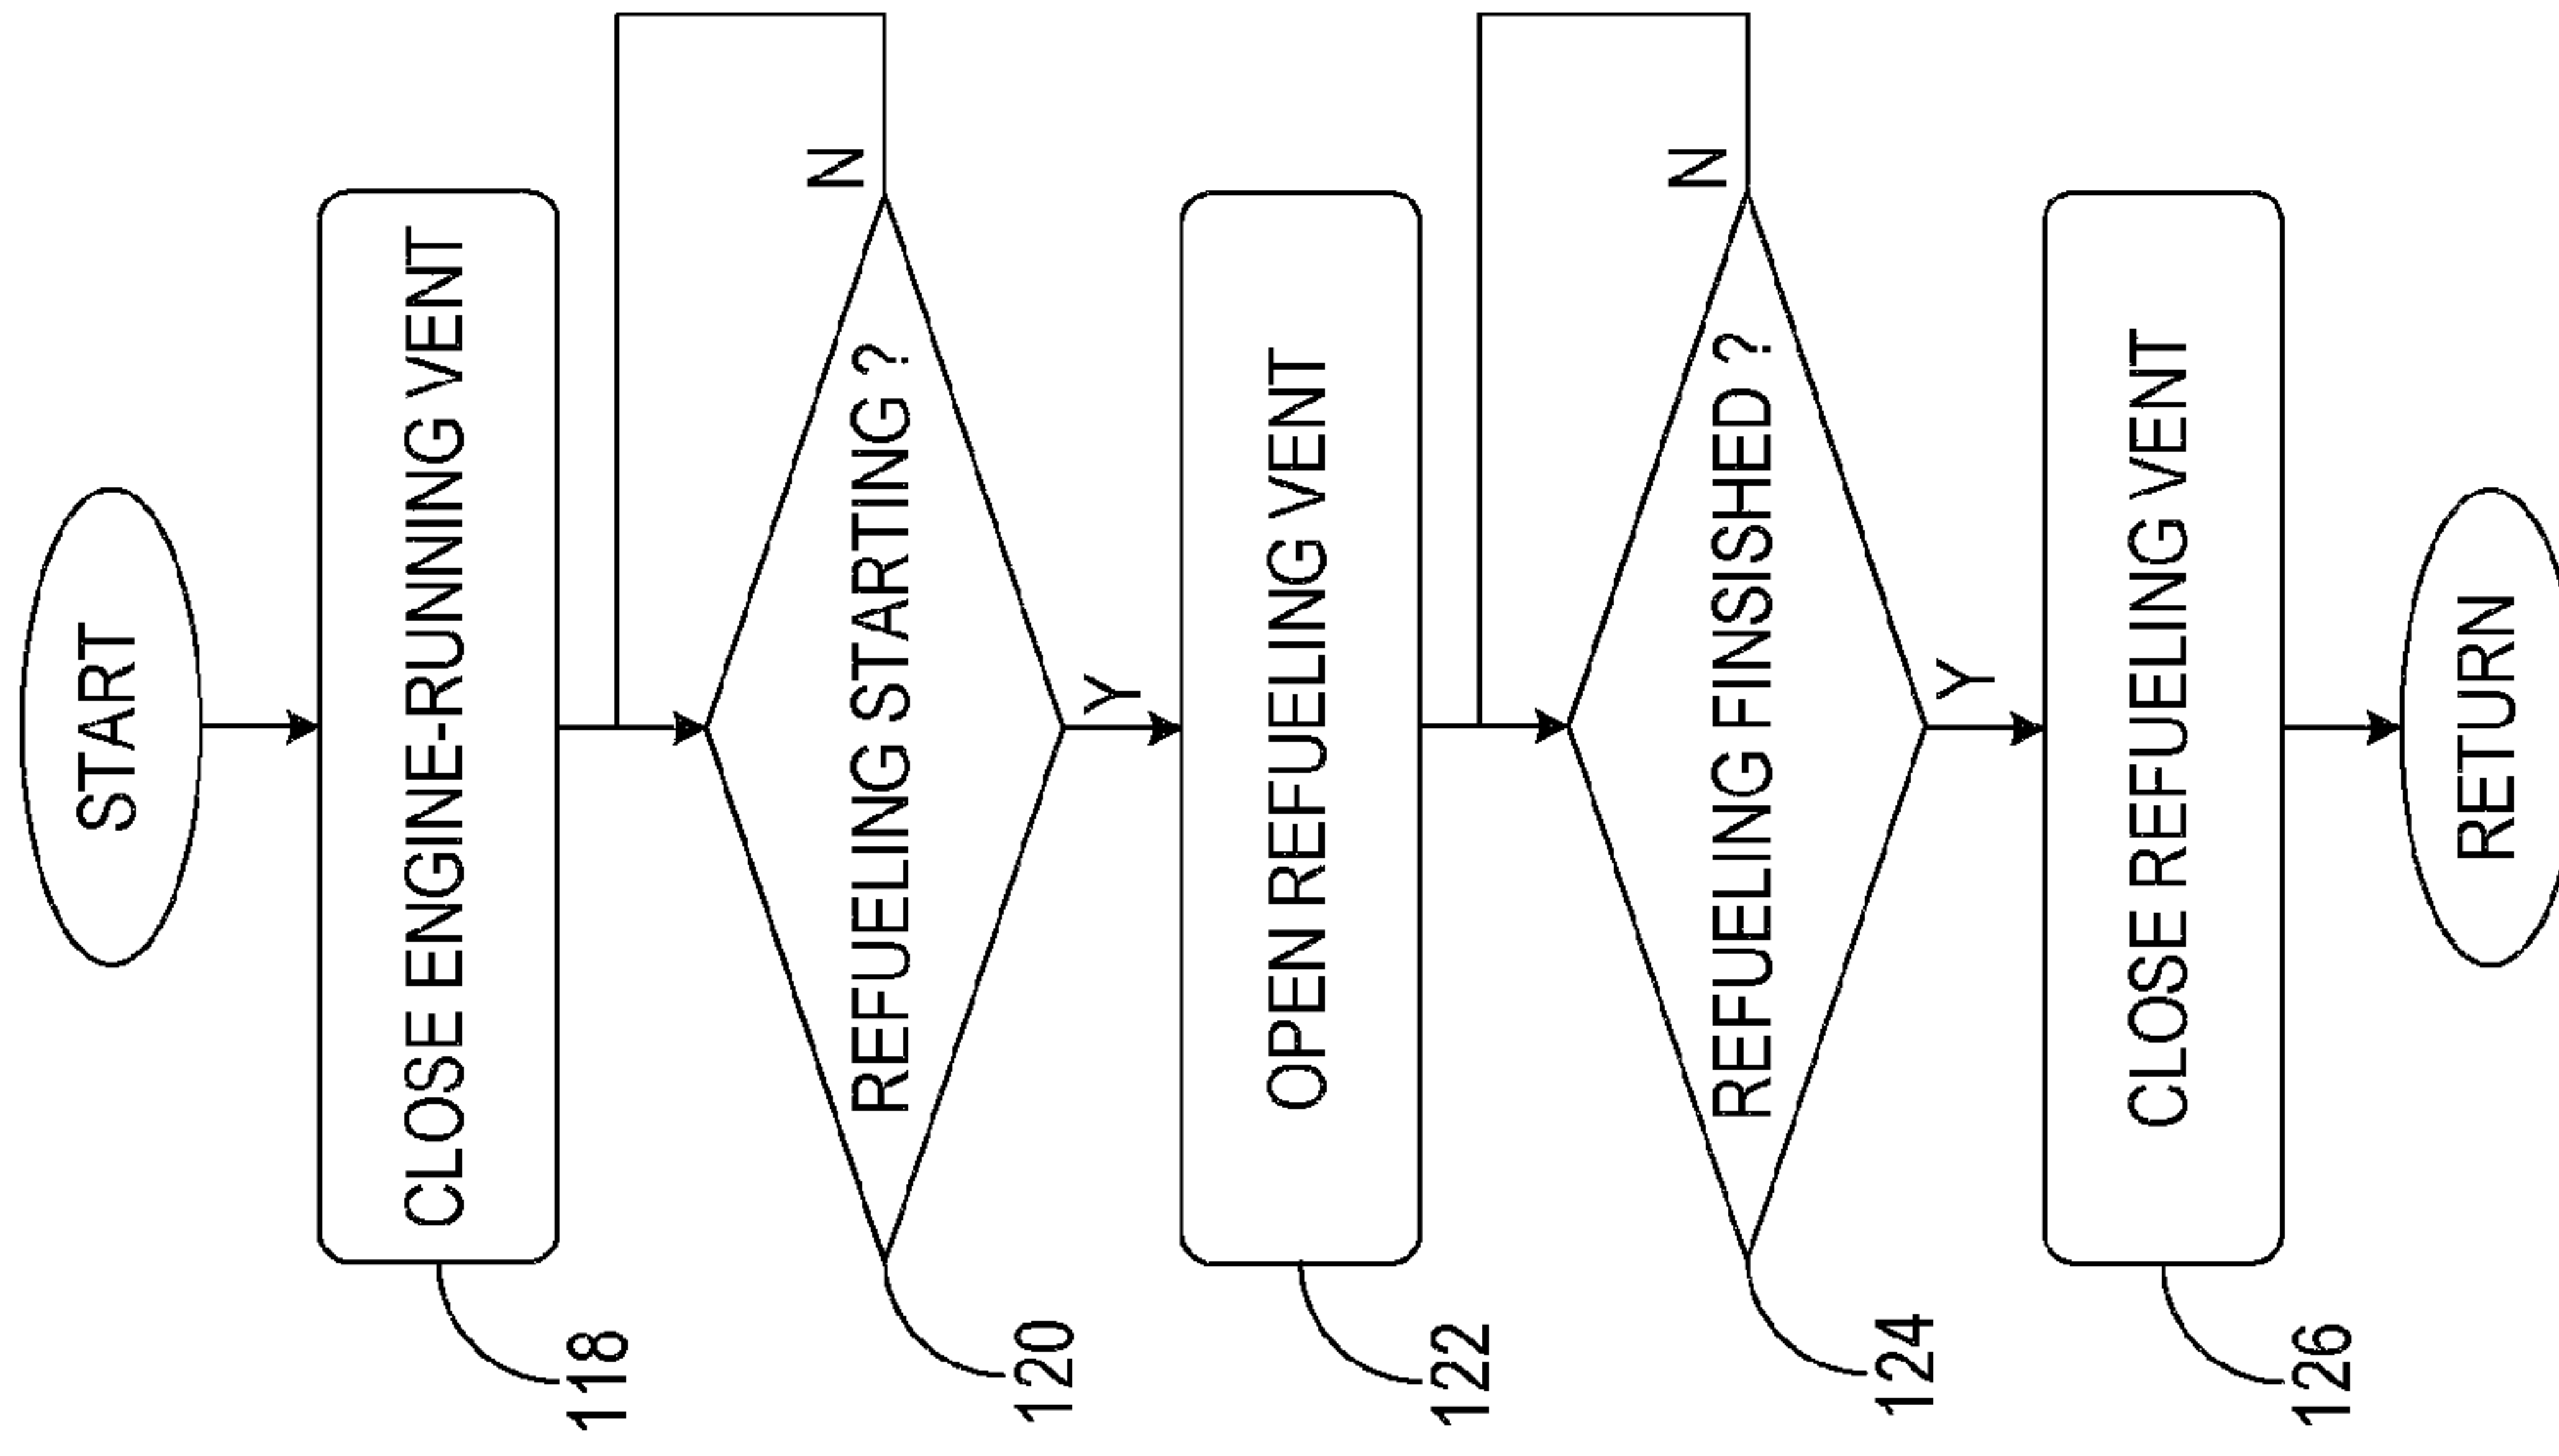 START
CLOSE ENGINE-RUNNING VENT
118
REFUELING STARTING ?
N
120
Y
OPEN REFUELING VENT
122
REFUELING FINSISHED ?
N
124
Y
CLOSE REFUELING VENT
126
RETURN